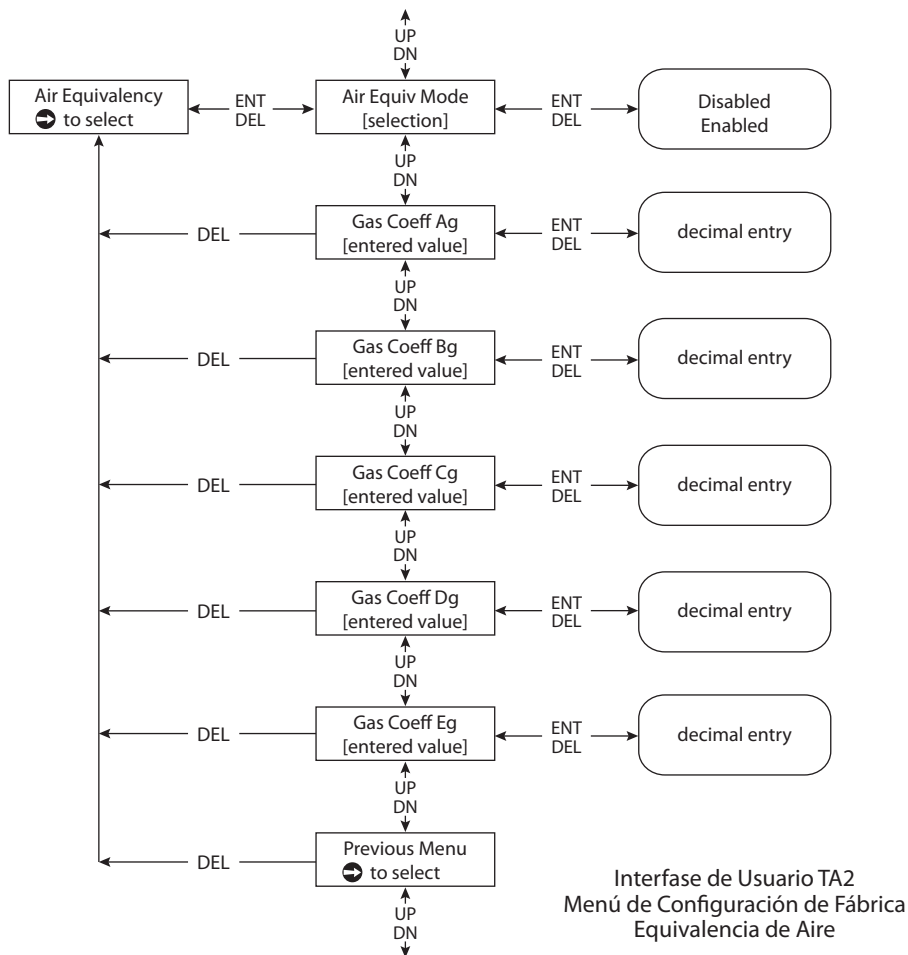 UP
DN
Air Equivalency
to select
ENT
DEL
Air Equiv Mode
[selection]
ENT
DEL
Disabled
Enabled
UP
DN
DEL
Gas Coeff Ag
[entered value]
ENT
DEL
decimal entry
UP
DN
DEL
Gas Coeff Bg
[entered value]
ENT
DEL
decimal entry
UP
DN
DEL
Gas Coeff Cg
[entered value]
ENT
DEL
decimal entry
UP
DN
DEL
Gas Coeff Dg
[entered value]
ENT
DEL
decimal entry
UP
DN
DEL
Gas Coeff Eg
[entered value]
ENT
DEL
decimal entry
UP
DN
DEL
Previous Menu
to select
UP
DN
Interfase de Usuario TA2
Menú de Configuración de Fábrica
Equivalencia de Aire